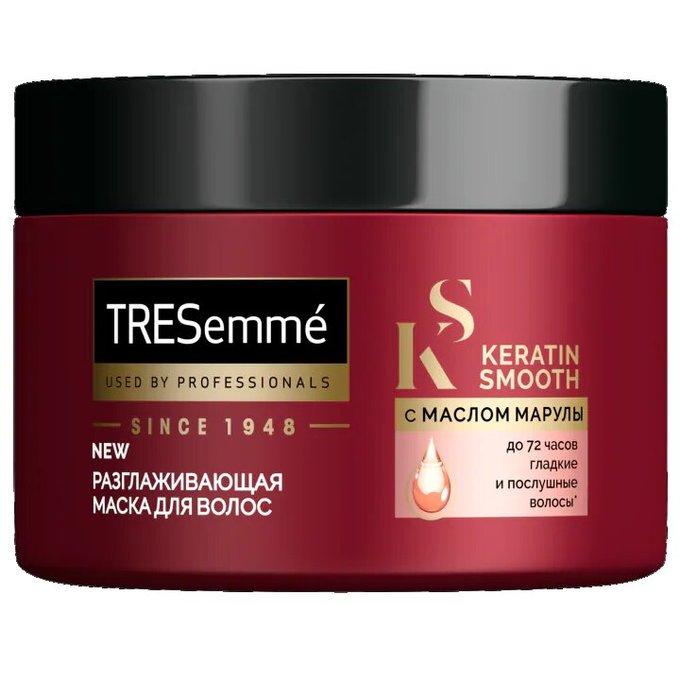 TRESemmé
USED BY PROFESSIONALS
SINCE 1948
NEW
РАЗГЛАЖИВАЮЩАЯ
МАСКА ДЛЯ ВОЛОС
KS
KERATIN
SMOOTH
С МАСЛОМ МАРУЛЫ
до 72 часов
гладкие
и послушные
волосы*